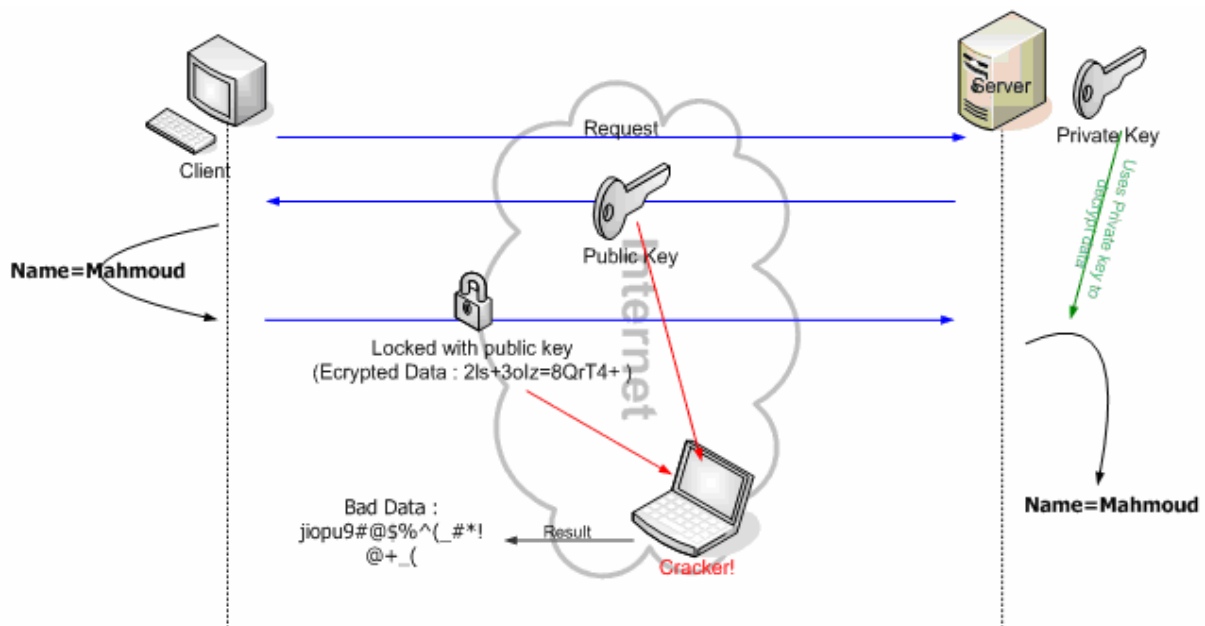 Server
Request
Private Key
Client
Uses Private key to
decrypt data
Public Key
Internet
Name=Mahmoud
Locked with public key
(Ecrypted Data : 2ls+3olz=8QrT4+ )
Name=Mahmoud
Bad Data :
jiopu9#@$%^(_#*!
@+_(
Result
Cracker!